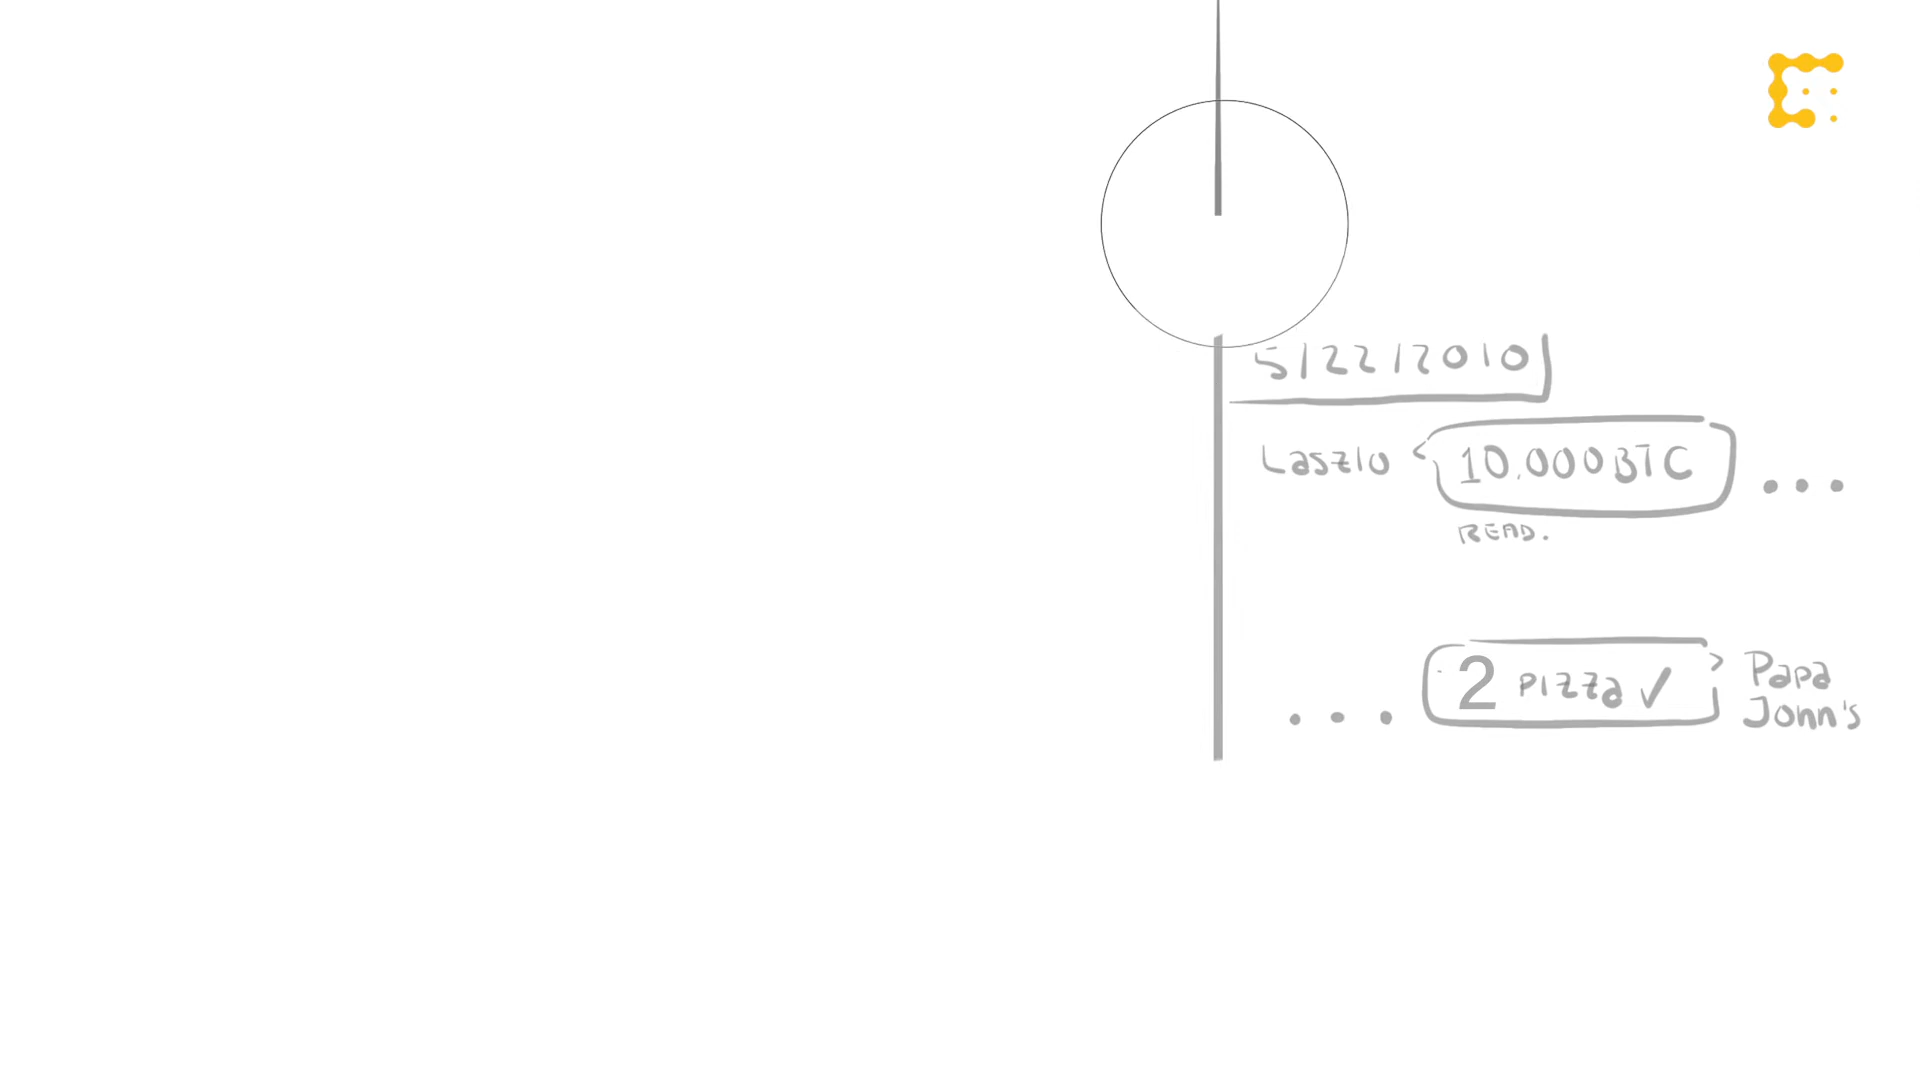 5/22/2010
Laszlo < 10.000 BTC ...
READ.
... 2 PIZZA ✓ > Papa
John's